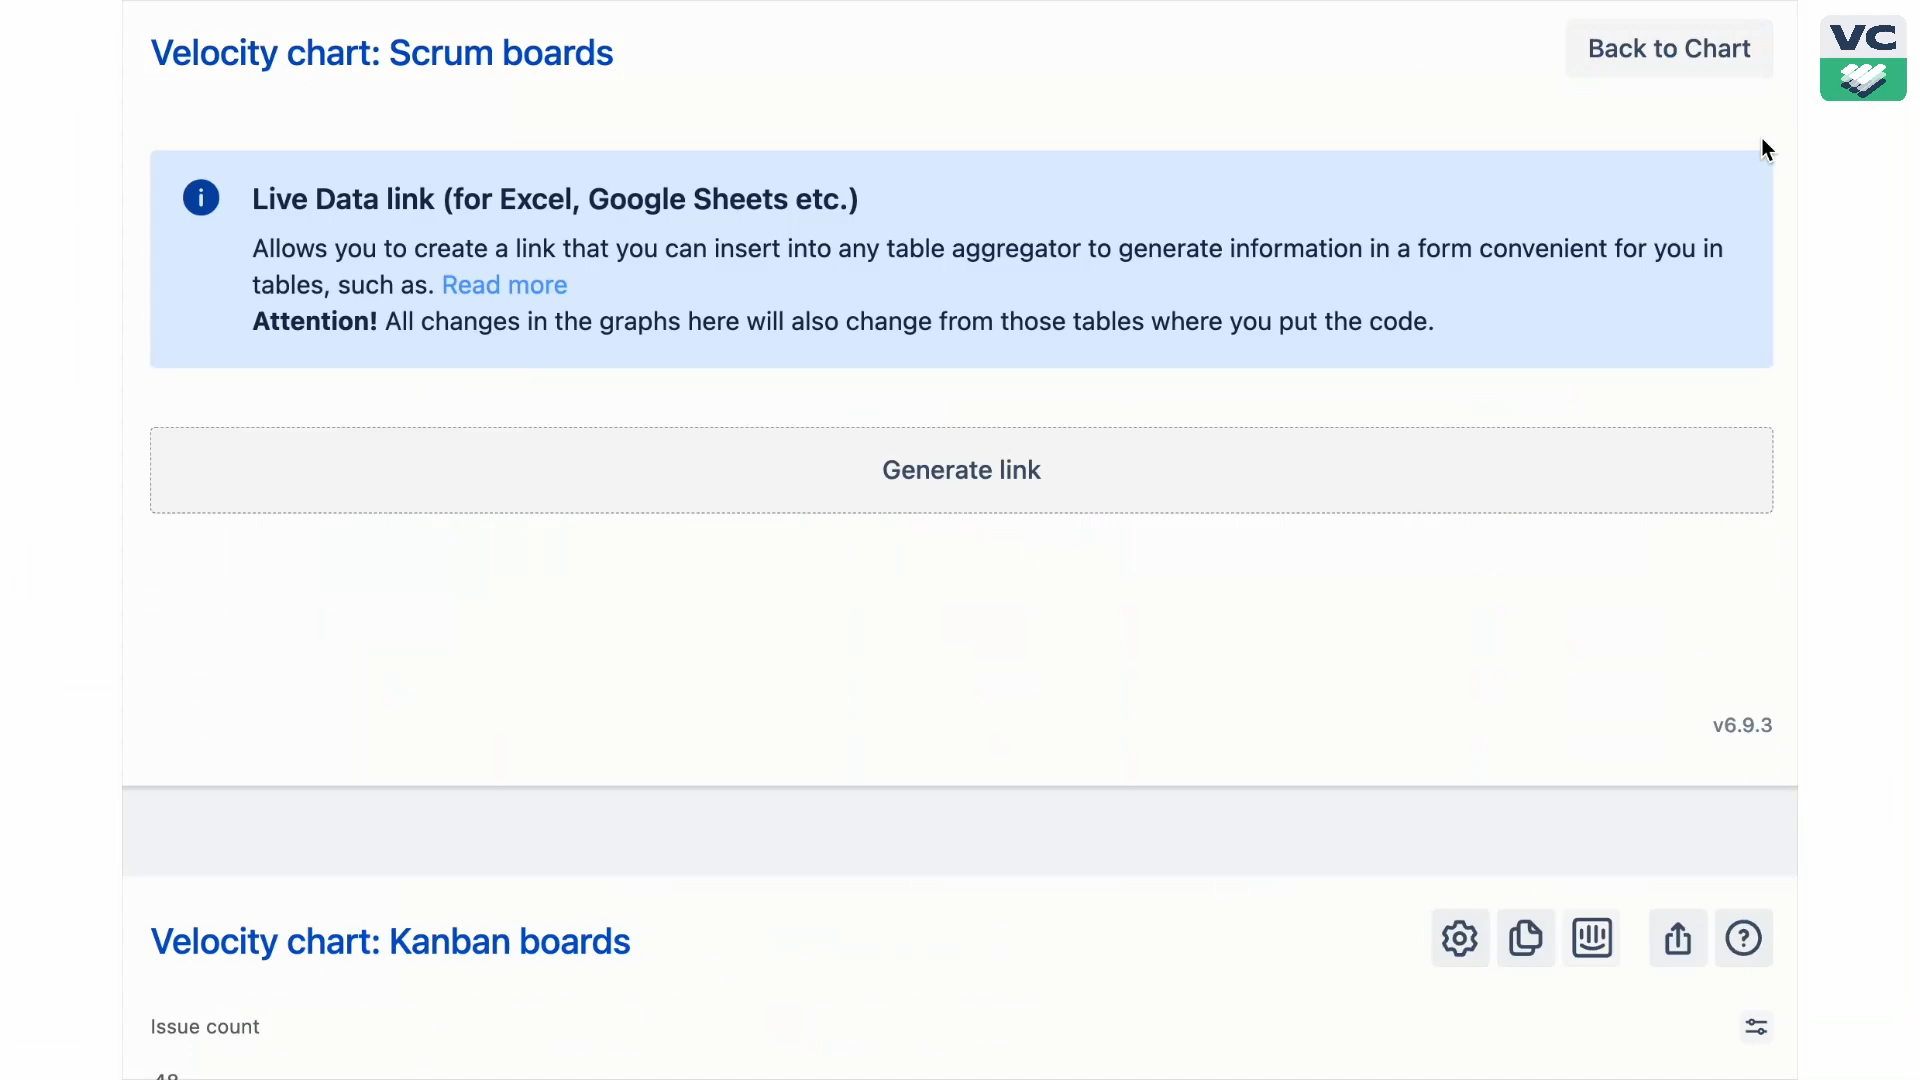 Velocity chart: Scrum boards
Back to Chart
VC
Live Data link (for Excel, Google Sheets etc.)
Allows you to create a link that you can insert into any table aggregator to generate information in a form convenient for you in
tables, such as. Read more
Attention! All changes in the graphs here will also change from those tables where you put the code.
Generate link
v6.9.3
Velocity chart: Kanban boards
Issue count